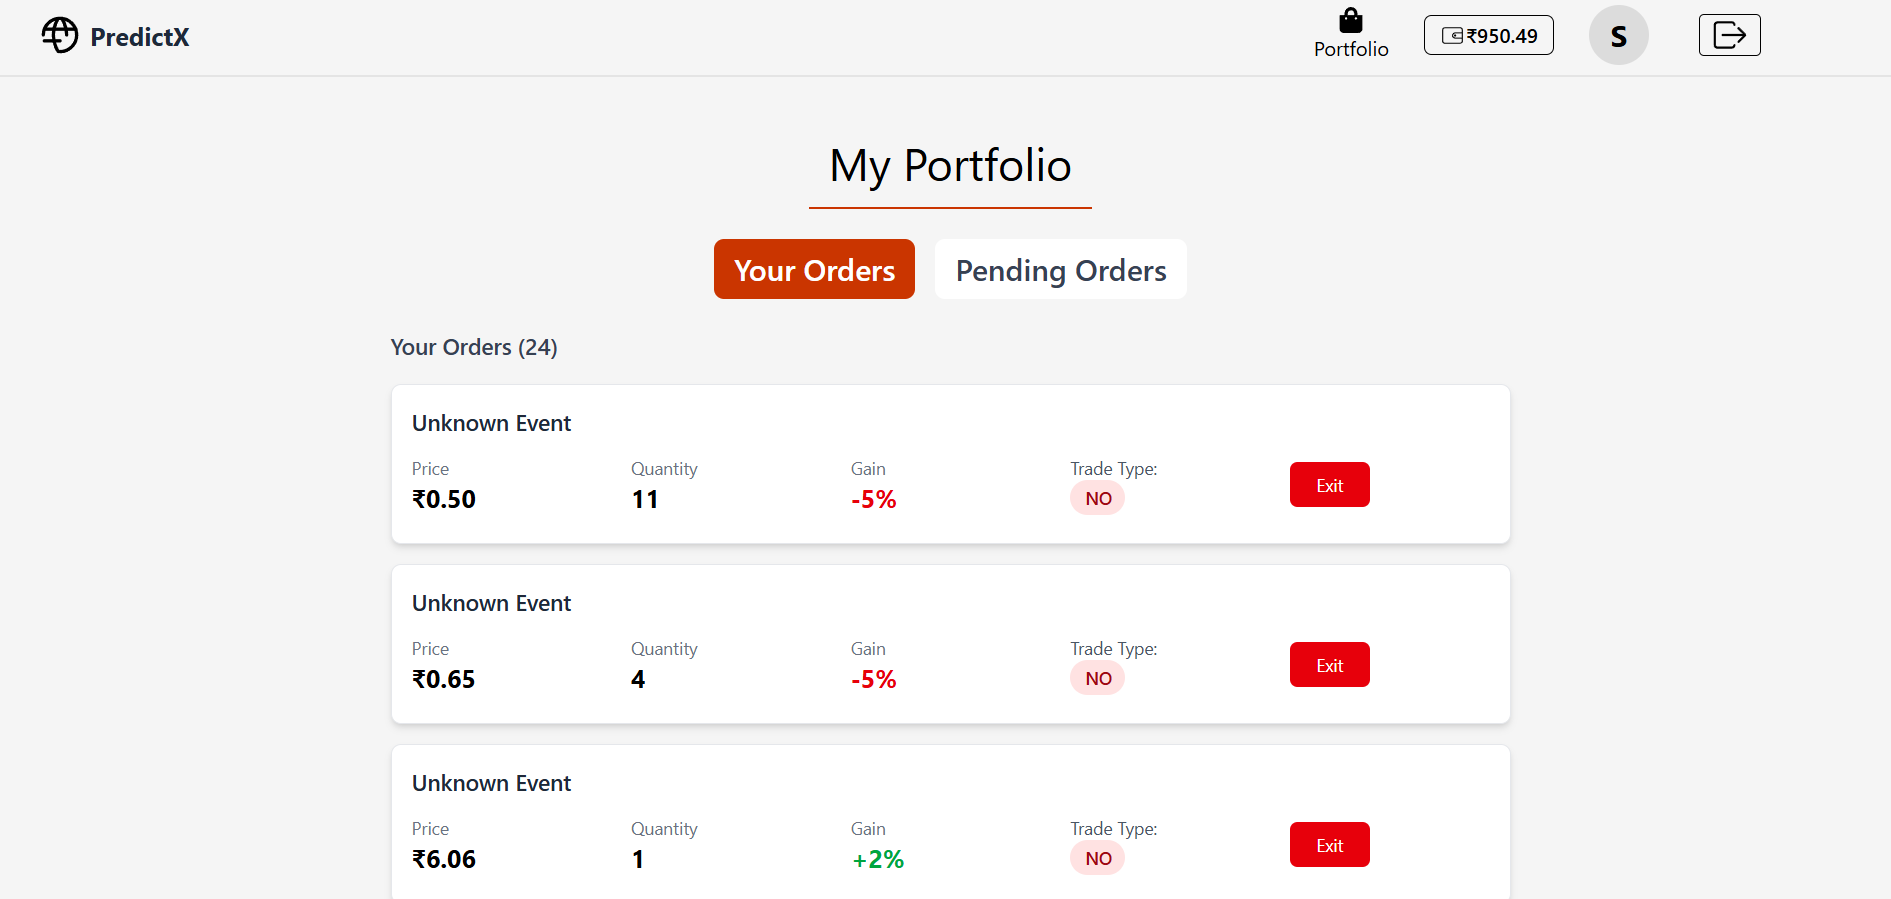 PredictX
Portfolio
₹950.49
S
My Portfolio
Your Orders
Pending Orders
Your Orders (24)
Unknown Event
Price Quantity Gain Trade Type:
₹0.50 11 -5% NO Exit
Unknown Event
Price Quantity Gain Trade Type:
₹0.65 4 -5% NO Exit
Unknown Event
Price Quantity Gain Trade Type:
₹6.06 1 +2% NO Exit